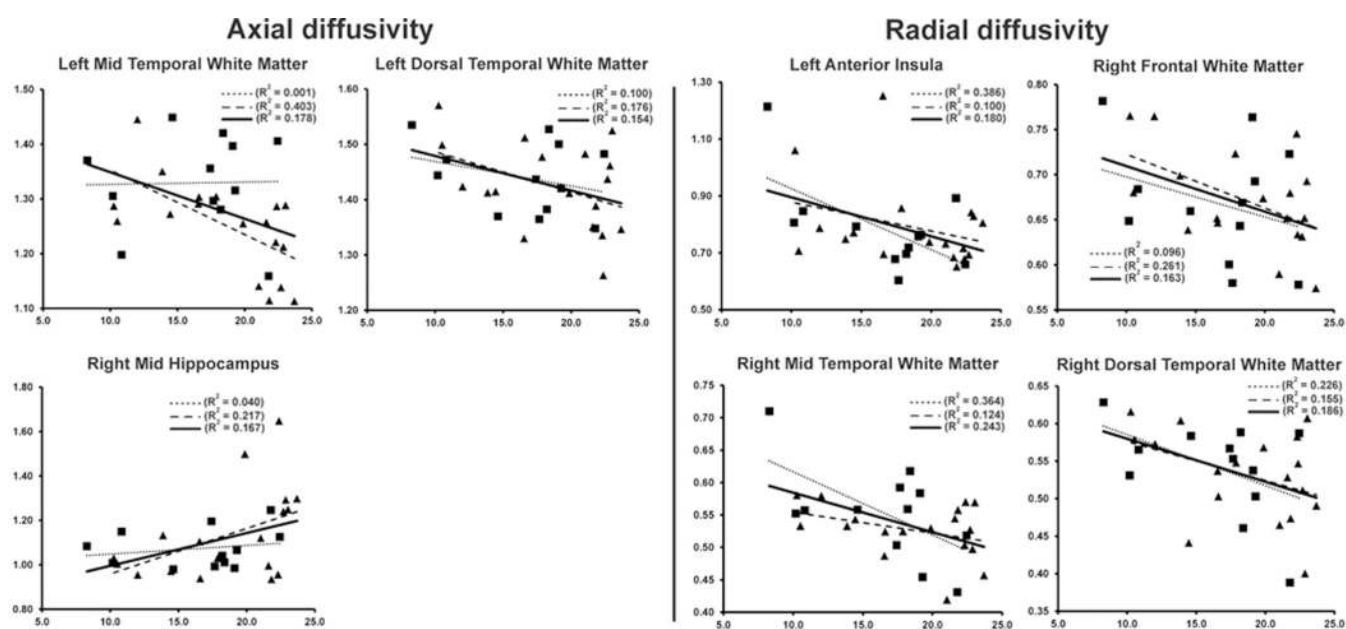 Axial diffusivity
Radial diffusivity
Left Mid Temporal White Matter
1.50
1.40
1.30
1.20
1.10
5.0 10.0 15.0 20.0 25.0
(R² = 0.001)
(R² = 0.403)
(R² = 0.178)
Left Dorsal Temporal White Matter
1.60
1.50
1.40
1.30
1.20
5.0 10.0 15.0 20.0 25.0
(R² = 0.100)
(R² = 0.176)
(R² = 0.154)
Left Anterior Insula
1.30
1.10
0.90
0.70
0.50
5.0 10.0 15.0 20.0 25.0
(R² = 0.386)
(R² = 0.100)
(R² = 0.180)
Right Frontal White Matter
0.80
0.75
0.70
0.65
0.60
0.55
5.0 10.0 15.0 20.0 25.0
(R² = 0.096)
(R² = 0.261)
(R² = 0.163)
Right Mid Hippocampus
1.80
1.60
1.40
1.20
1.00
0.80
5.0 10.0 15.0 20.0 25.0
(R² = 0.040)
(R² = 0.217)
(R² = 0.167)
Right Mid Temporal White Matter
0.75
0.70
0.65
0.60
0.55
0.50
0.45
0.40
5.0 10.0 15.0 20.0 25.0
(R² = 0.364)
(R² = 0.124)
(R² = 0.243)
Right Dorsal Temporal White Matter
0.65
0.60
0.55
0.50
0.45
0.40
0.35
5.0 10.0 15.0 20.0 25.0
(R² = 0.226)
(R² = 0.155)
(R² = 0.186)